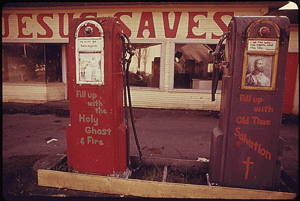 JESUS SAVES
Fill up
with
the
Holy Ghost
& Fire
Fill up
with
Old Time
Salvation